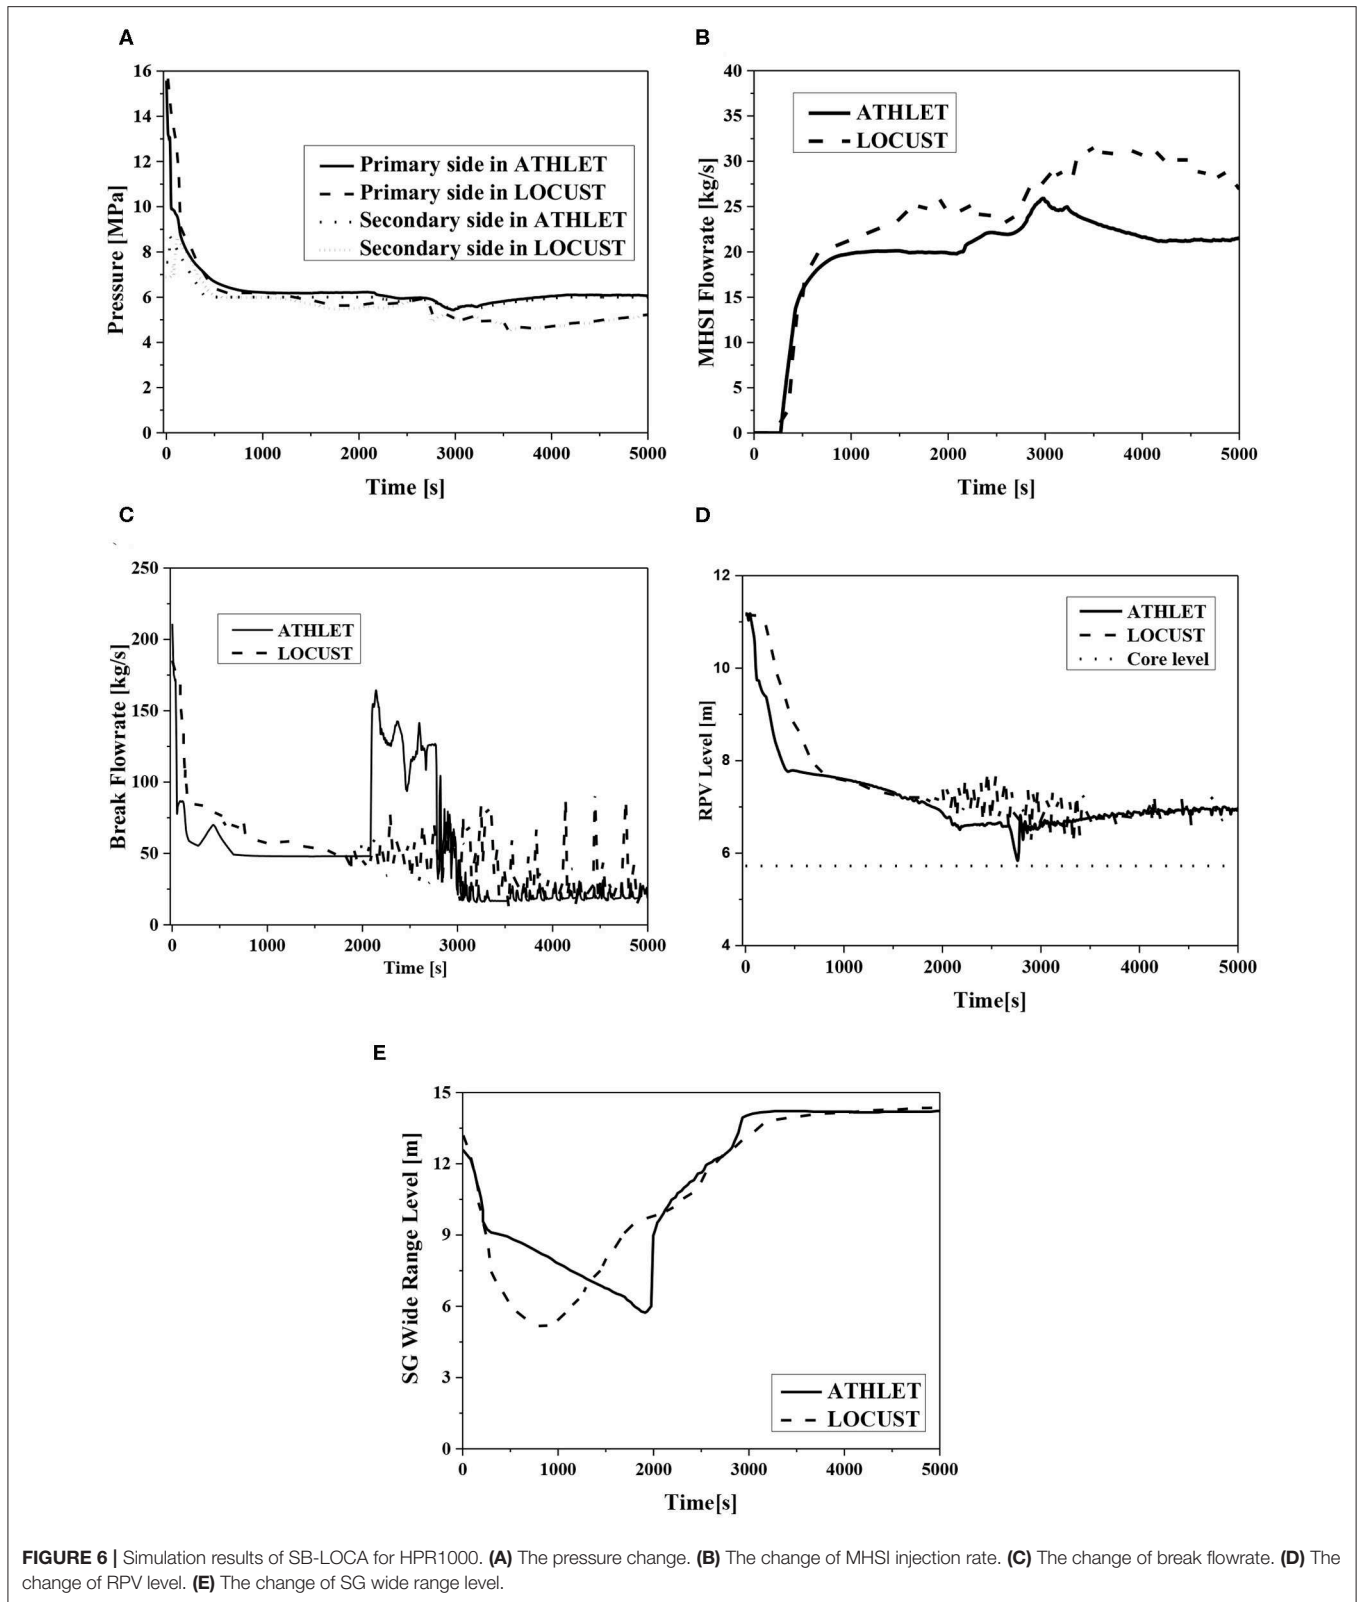 A
16
14
12
10
8
6
4
2
0
Pressure [MPa]
Primary side in ATHLET
Primary side in LOCUST
Secondary side in ATHLET
Secondary side in LOCUST
0 1000 2000 3000 4000 5000
Time [s]
B
40
35
30
25
20
15
10
5
0
MHSI Flowrate [kg/s]
ATHLET
LOCUST
0 1000 2000 3000 4000 5000
Time [s]
C
250
200
150
100
50
0
Break Flowrate [kg/s]
ATHLET
LOCUST
0 1000 2000 3000 4000 5000
Time [s]
D
12
10
8
6
4
RPV Level [m]
ATHLET
LOCUST
Core level
0 1000 2000 3000 4000 5000
Time[s]
E
15
12
9
6
3
0
SG Wide Range Level [m]
ATHLET
LOCUST
0 1000 2000 3000 4000 5000
Time[s]
FIGURE 6 | Simulation results of SB-LOCA for HPR1000. (A) The pressure change. (B) The change of MHSI injection rate. (C) The change of break flowrate. (D) The
change of RPV level. (E) The change of SG wide range level.